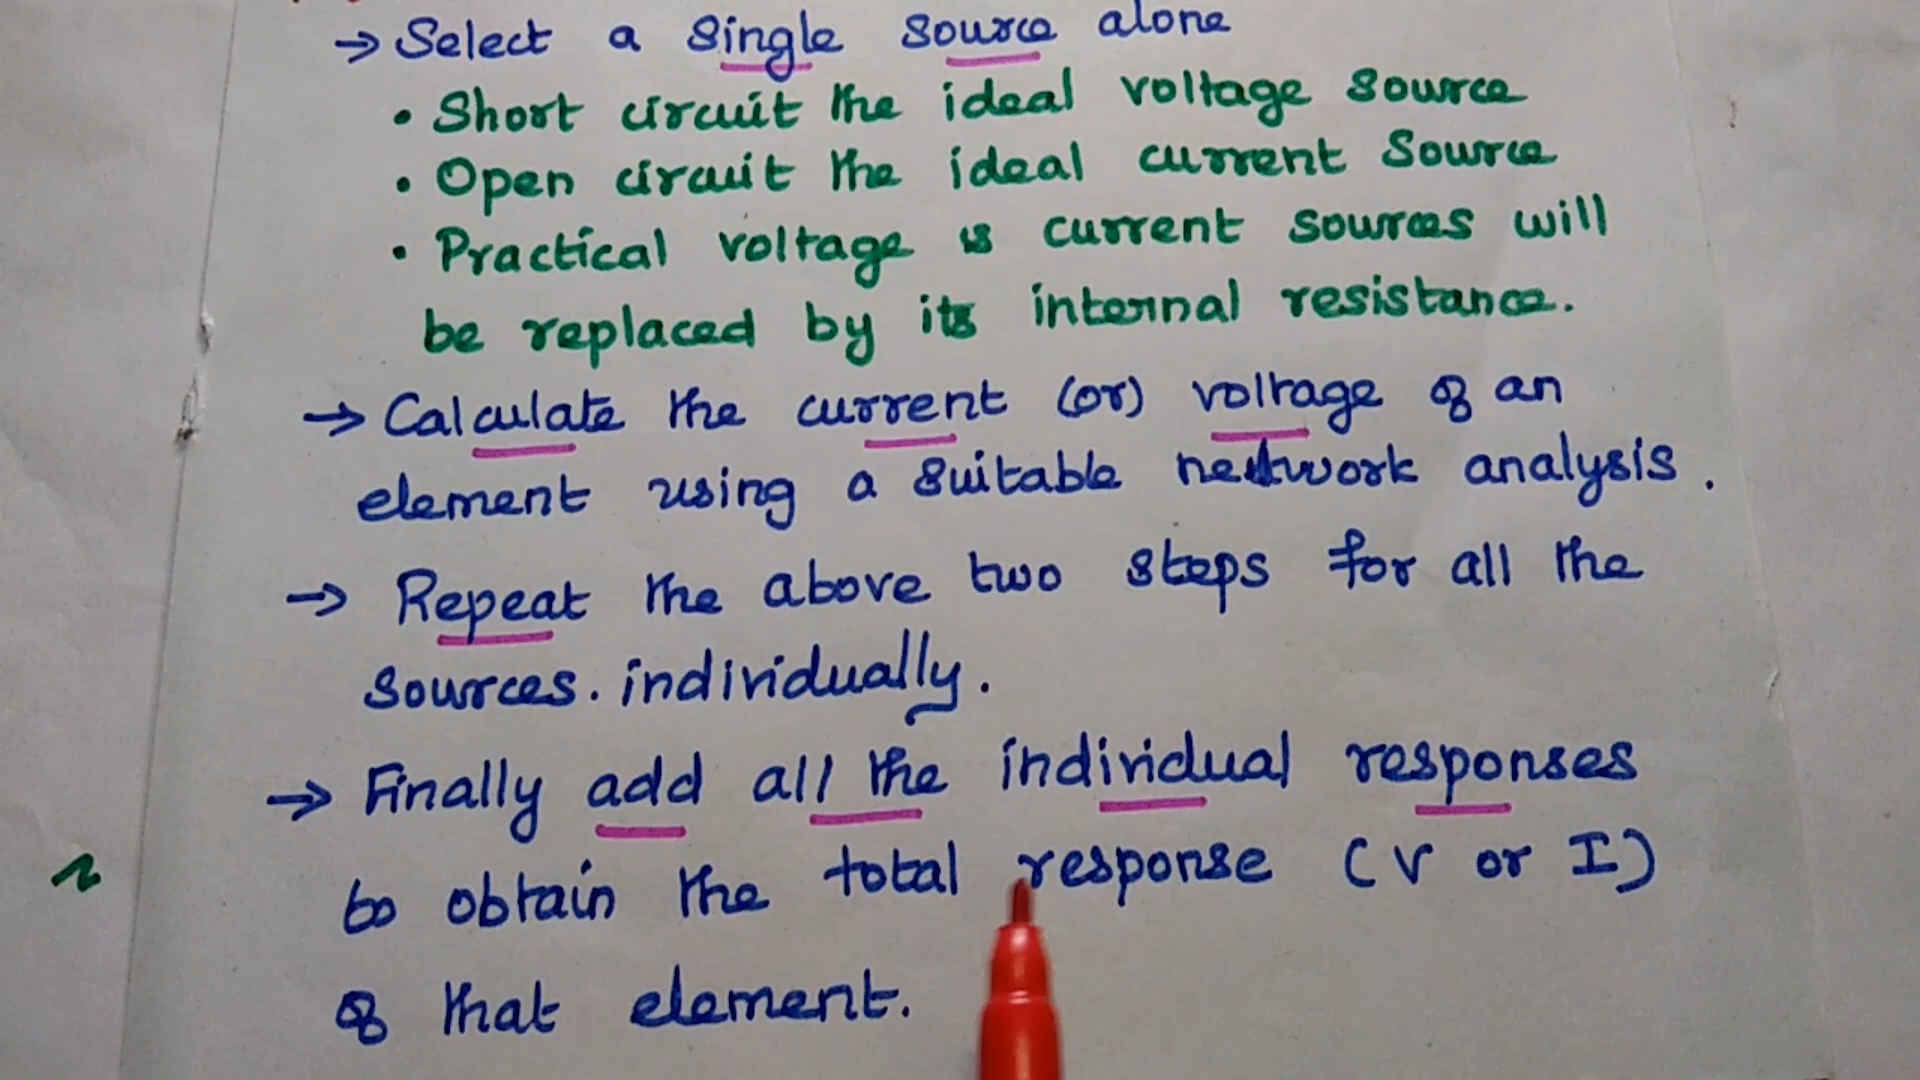 → Select a single source alone
• Short circuit the ideal voltage source
• Open circuit the ideal current source
• Practical voltage & current sources will
be replaced by its internal resistance.
→ Calculate the current (or) voltage of an
element using a suitable network analysis.
→ Repeat the above two steps for all the
sources. individually.
→ Finally add all the individual responses
to obtain the total response (V or I)
of that element.